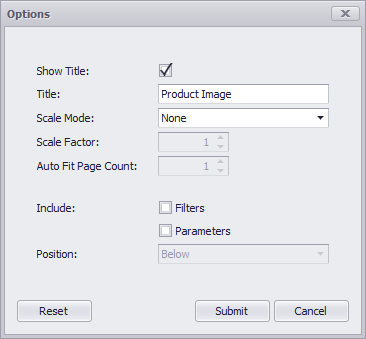 Options
Show Title:
Title: Product Image
Scale Mode: None
Scale Factor: 1
Auto Fit Page Count: 1
Include: Filters
Parameters
Position: Below
Reset Submit Cancel